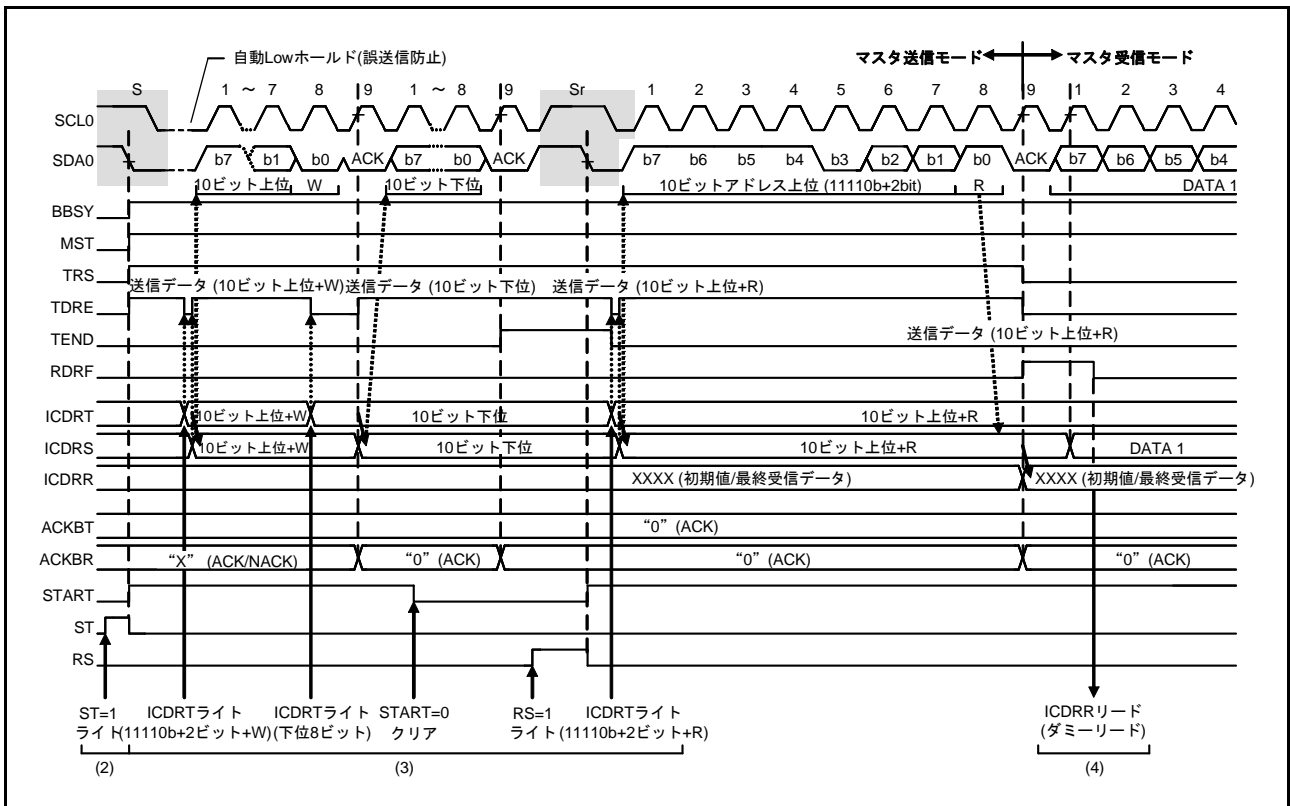 自動Lowホールド(誤送信防止)
マスタ送信モード マスタ受信モード
S 1 ～ 7 8 9 1 ～ 8 9 Sr 1 2 3 4 5 6 7 8 9 1 2 3 4
SCL0
SDA0 b7 b1 b0 ACK b7 b0 ACK b7 b6 b5 b4 b3 b2 b1 b0 ACK b7 b6 b5 b4
10ビット上位 W 10ビット下位 10ビットアドレス上位 (11110b+2bit) R DATA 1
BBSY
MST
TRS
送信データ (10ビット上位+W) 送信データ (10ビット下位) 送信データ (10ビット上位+R)
TDRE
TEND 送信データ (10ビット上位+R)
RDRF
ICDRT 10ビット上位+W 10ビット下位 10ビット上位+R
ICDRS 10ビット上位+W 10ビット下位 10ビット上位+R DATA 1
ICDRR XXXX (初期値/最終受信データ) XXXX (初期値/最終受信データ)
ACKBT “0” (ACK)
ACKBR “X” (ACK/NACK) “0” (ACK) “0” (ACK) “0” (ACK)
START
ST
RS
ST=1 ICDRTライト ICDRTライト START=0 RS=1 ICDRTライト ICDRRリード
ライト (11110b+2ビット+W) (下位8ビット) クリア ライト (11110b+2ビット+R) (ダミーリード)
(2) (3) (4)